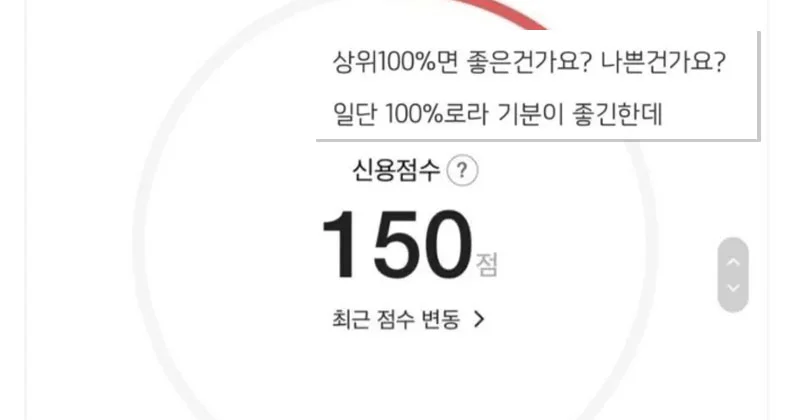 상위100%면 좋은건가요? 나쁜건가요?
일단 100%로라 기분이 좋긴한데
신용점수 ?
150점
최근 점수 변동 >